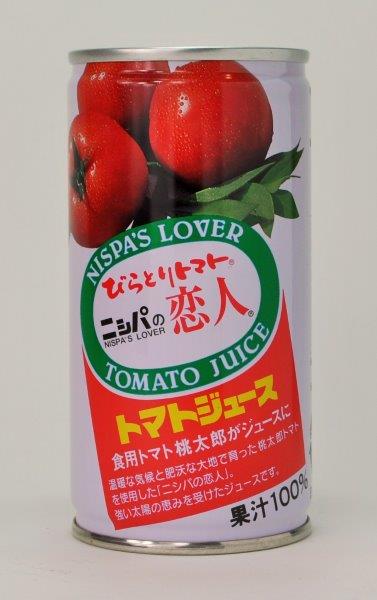 NISPA'S LOVER
びらとりトマト®
ニシパの恋人®
NISPA'S LOVER
TOMATO JUICE
トマトジュース
食用トマト桃太郎がジュースに
温暖な気候と肥沃な大地で育った桃太郎トマト
を使用した「ニシパの恋人」。
強い太陽の恵みを受けたジュースです。
果汁100%